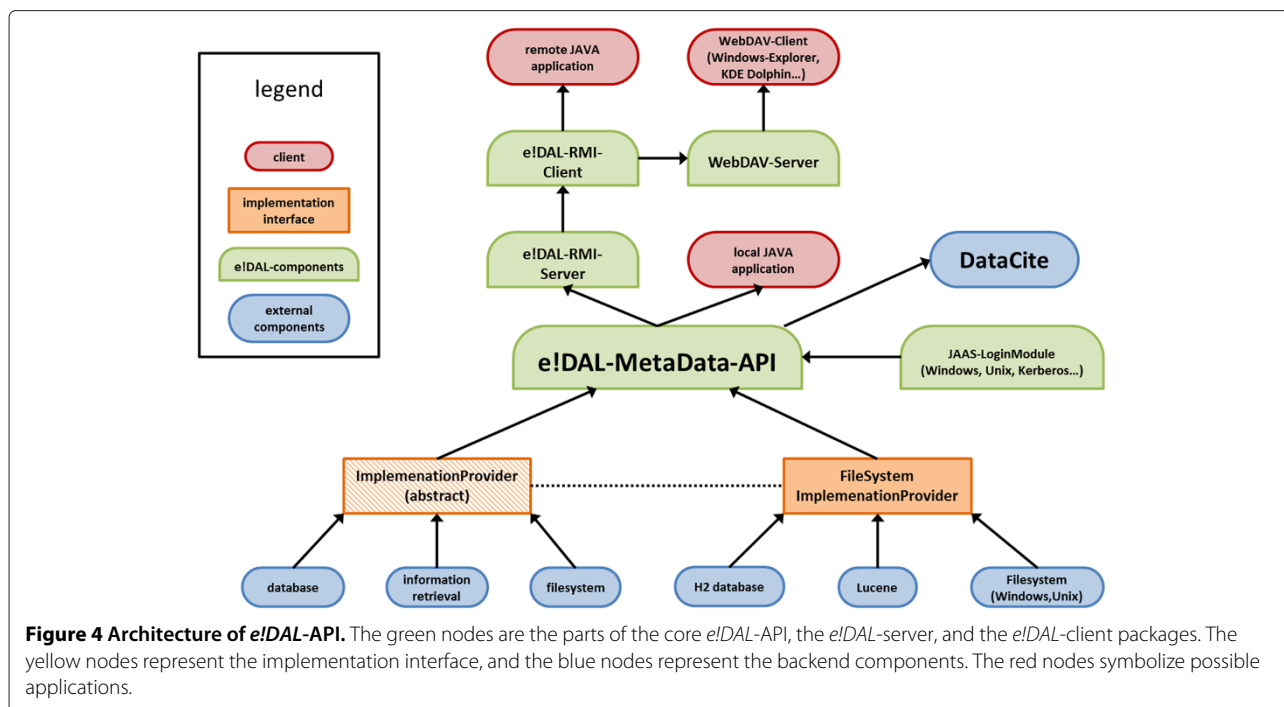 legend
client
implementation
interface
e!DAL-components
external
components
remote JAVA
application
WebDAV-Client
(Windows-Explorer,
KDE Dolphin...)
e!DAL-RMI-
Client
WebDAV-Server
e!DAL-RMI-
Server
local JAVA
application
DataCite
e!DAL-MetaData-API
JAAS-LoginModule
(Windows, Unix, Kerberos...)
ImplemenationProvider
(abstract)
FileSystem
ImplemenationProvider
database
information
retrieval
filesystem
H2 database
Lucene
Filesystem
(Windows,Unix)
Figure 4 Architecture of e!DAL-API. The green nodes are the parts of the core e!DAL-API, the e!DAL-server, and the e!DAL-client packages. The
yellow nodes represent the implementation interface, and the blue nodes represent the backend components. The red nodes symbolize possible
applications.